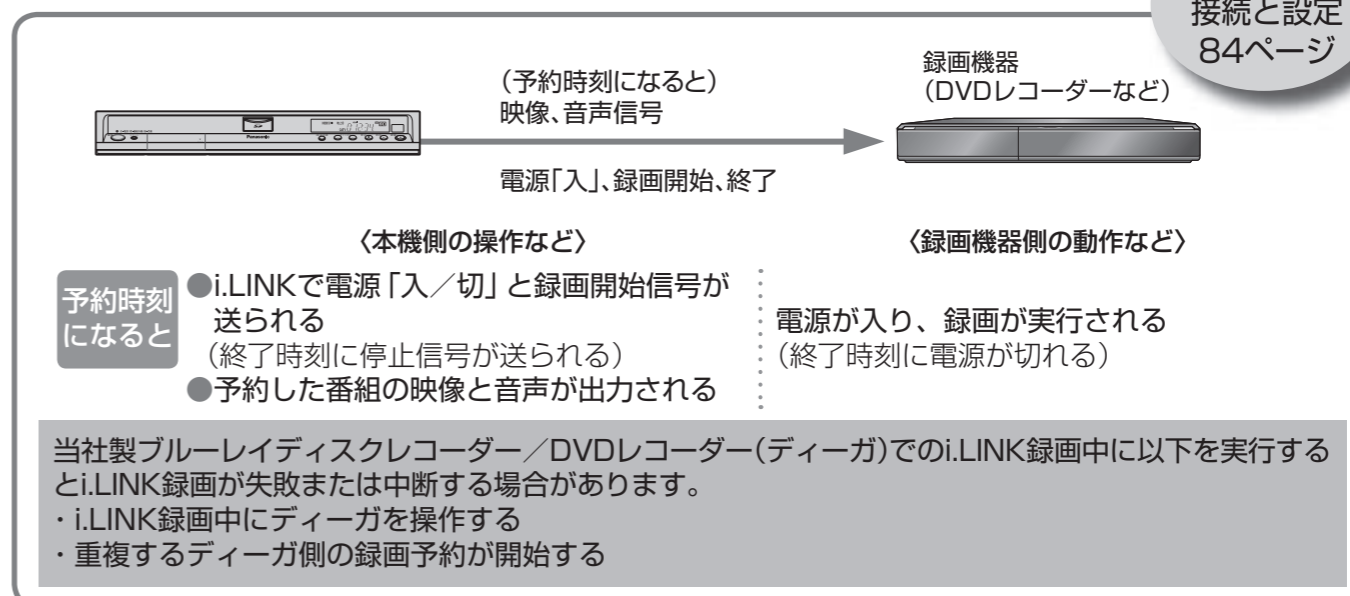 接続と設定
84ページ
(予約時刻になると)
映像、音声信号
録画機器
(DVDレコーダーなど)
Panasonic
電源「入」、録画開始、終了
〈本機側の操作など〉
〈録画機器側の動作など〉
予約時刻
になると
●i.LINKで電源「入／切」と録画開始信号が
送られる
(終了時刻に停止信号が送られる)
●予約した番組の映像と音声が出力される
電源が入り、録画が実行される
(終了時刻に電源が切れる)
当社製ブルーレイディスクレコーダー／DVDレコーダー(ディーガ)でのi.LINK録画中に以下を実行する
とi.LINK録画が失敗または中断する場合があります。
・i.LINK録画中にディーガを操作する
・重複するディーガ側の録画予約が開始する